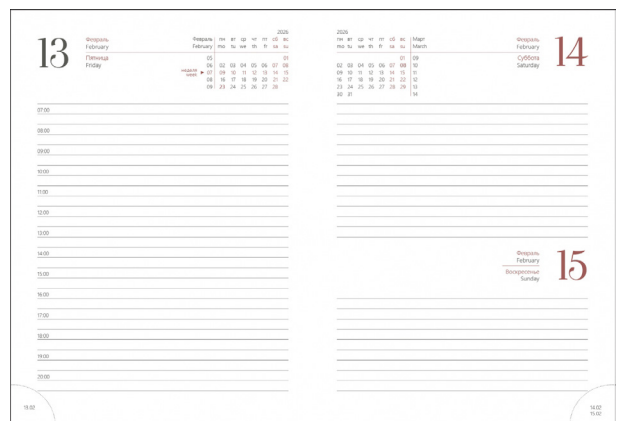 13
Февраль
February
Пятница
Friday
2026
Февраль пн вт ср чт пт сб вс
February mo tu we th fr sa su
05 01
06 02 03 04 05 06 07 08
неделя
week 07 09 10 11 12 13 14 15
08 16 17 18 19 20 21 22
09 23 24 25 26 27 28
07:00
08:00
09:00
10:00
11:00
12:00
13:00
14:00
15:00
16:00
17:00
18:00
19:00
20:00
13.02
2026
пн вт ср чт пт сб вс Март
mo tu we th fr sa su March
01 09
02 03 04 05 06 07 08 10
09 10 11 12 13 14 15 11
16 17 18 19 20 21 22 12
23 24 25 26 27 28 29 13
30 31 14
Февраль
February
Суббота
Saturday
14
Февраль
February
Воскресенье
Sunday
15
14.02
15.02